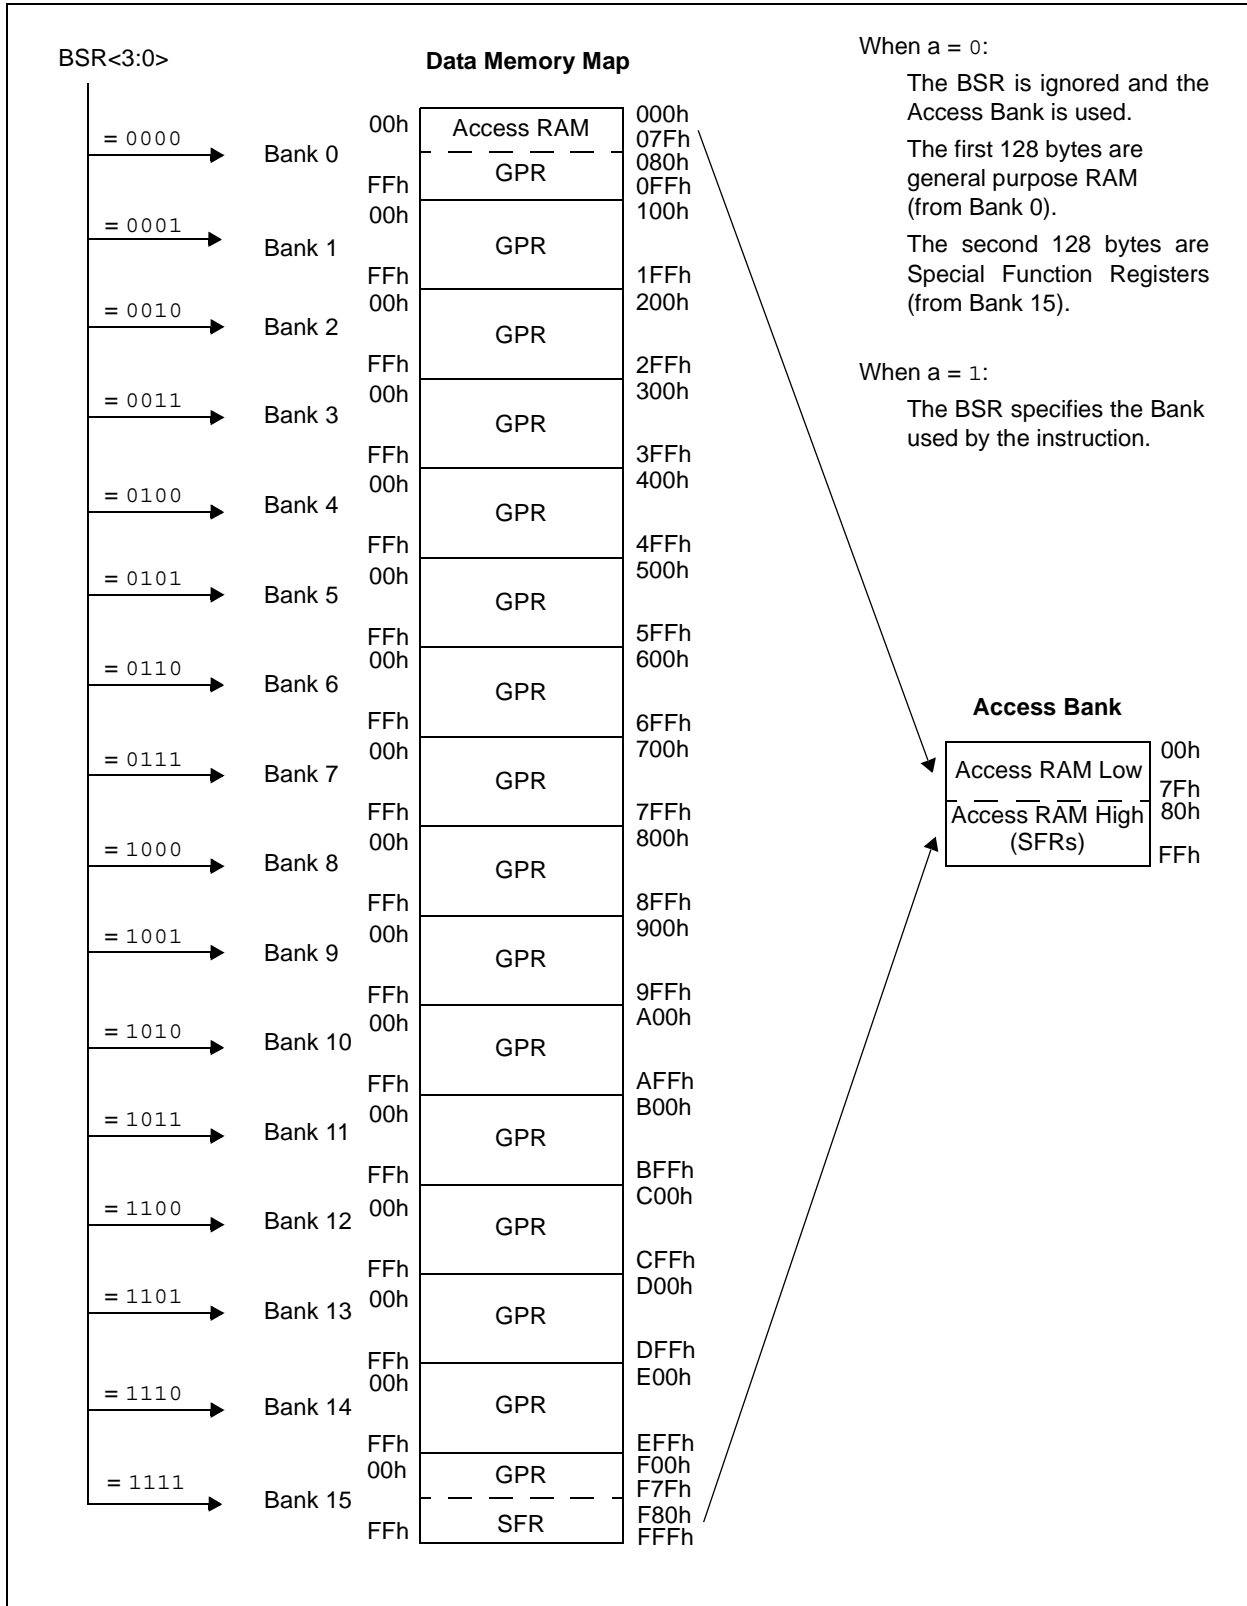 BSR<3:0>
Data Memory Map
= 0000
Bank 0
00h
Access RAM
000h
07Fh
GPR
080h
FFh
0FFh
= 0001
Bank 1
00h
GPR
100h
FFh
1FFh
= 0010
Bank 2
00h
GPR
200h
FFh
2FFh
= 0011
Bank 3
00h
GPR
300h
FFh
3FFh
= 0100
Bank 4
00h
GPR
400h
FFh
4FFh
= 0101
Bank 5
00h
GPR
500h
FFh
5FFh
= 0110
Bank 6
00h
GPR
600h
FFh
6FFh
= 0111
Bank 7
00h
GPR
700h
FFh
7FFh
= 1000
Bank 8
00h
GPR
800h
FFh
8FFh
= 1001
Bank 9
00h
GPR
900h
FFh
9FFh
= 1010
Bank 10
00h
GPR
A00h
FFh
AFFh
= 1011
Bank 11
00h
GPR
B00h
FFh
BFFh
= 1100
Bank 12
00h
GPR
C00h
FFh
CFFh
= 1101
Bank 13
00h
GPR
D00h
FFh
DFFh
= 1110
Bank 14
00h
GPR
E00h
FFh
EFFh
= 1111
Bank 15
00h
GPR
F00h
F7Fh
SFR
F80h
FFh
FFFh
When a = 0:
The BSR is ignored and the
Access Bank is used.
The first 128 bytes are
general purpose RAM
(from Bank 0).
The second 128 bytes are
Special Function Registers
(from Bank 15).
When a = 1:
The BSR specifies the Bank
used by the instruction.
Access Bank
Access RAM Low
00h
7Fh
Access RAM High
80h
(SFRs)
FFh